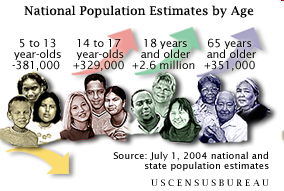 National Population Estimates by Age
5 to 13 14 to 17 18 years 65 years
year-olds year-olds and older and older
-381,000 +329,000 +2.6 million +351,000
Source: July 1, 2004 national and
state population estimates
USCENSUSBUREAU